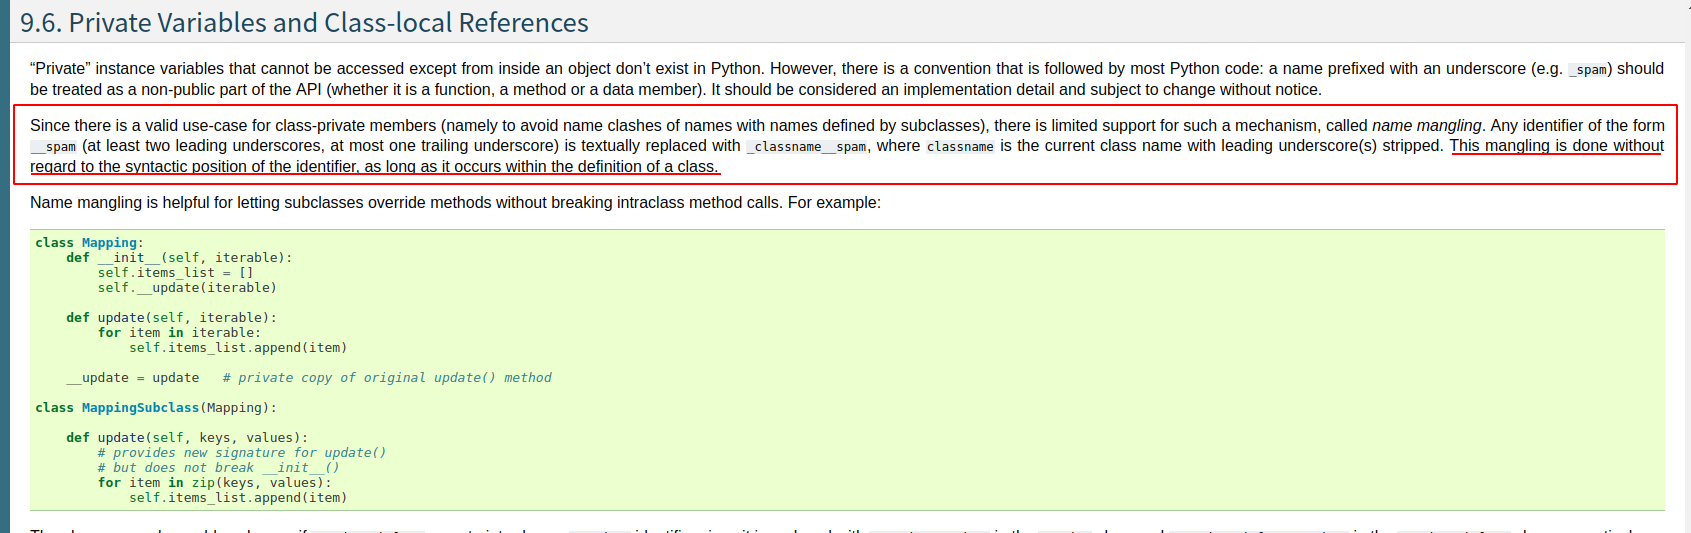 9.6. Private Variables and Class-local References
“Private” instance variables that cannot be accessed except from inside an object don’t exist in Python. However, there is a convention that is followed by most Python code: a name prefixed with an underscore (e.g. _spam) should
be treated as a non-public part of the API (whether it is a function, a method or a data member). It should be considered an implementation detail and subject to change without notice.
Since there is a valid use-case for class-private members (namely to avoid name clashes of names with names defined by subclasses), there is limited support for such a mechanism, called name mangling. Any identifier of the form
__spam (at least two leading underscores, at most one trailing underscore) is textually replaced with _classname__spam, where classname is the current class name with leading underscore(s) stripped. This mangling is done without
regard to the syntactic position of the identifier, as long as it occurs within the definition of a class.
Name mangling is helpful for letting subclasses override methods without breaking intraclass method calls. For example:
class Mapping:
    def __init__(self, iterable):
        self.items_list = []
        self.__update(iterable)
    def update(self, iterable):
        for item in iterable:
            self.items_list.append(item)
    __update = update   # private copy of original update() method
class MappingSubclass(Mapping):
    def update(self, keys, values):
        # provides new signature for update()
        # but does not break __init__()
        for item in zip(keys, values):
            self.items_list.append(item)